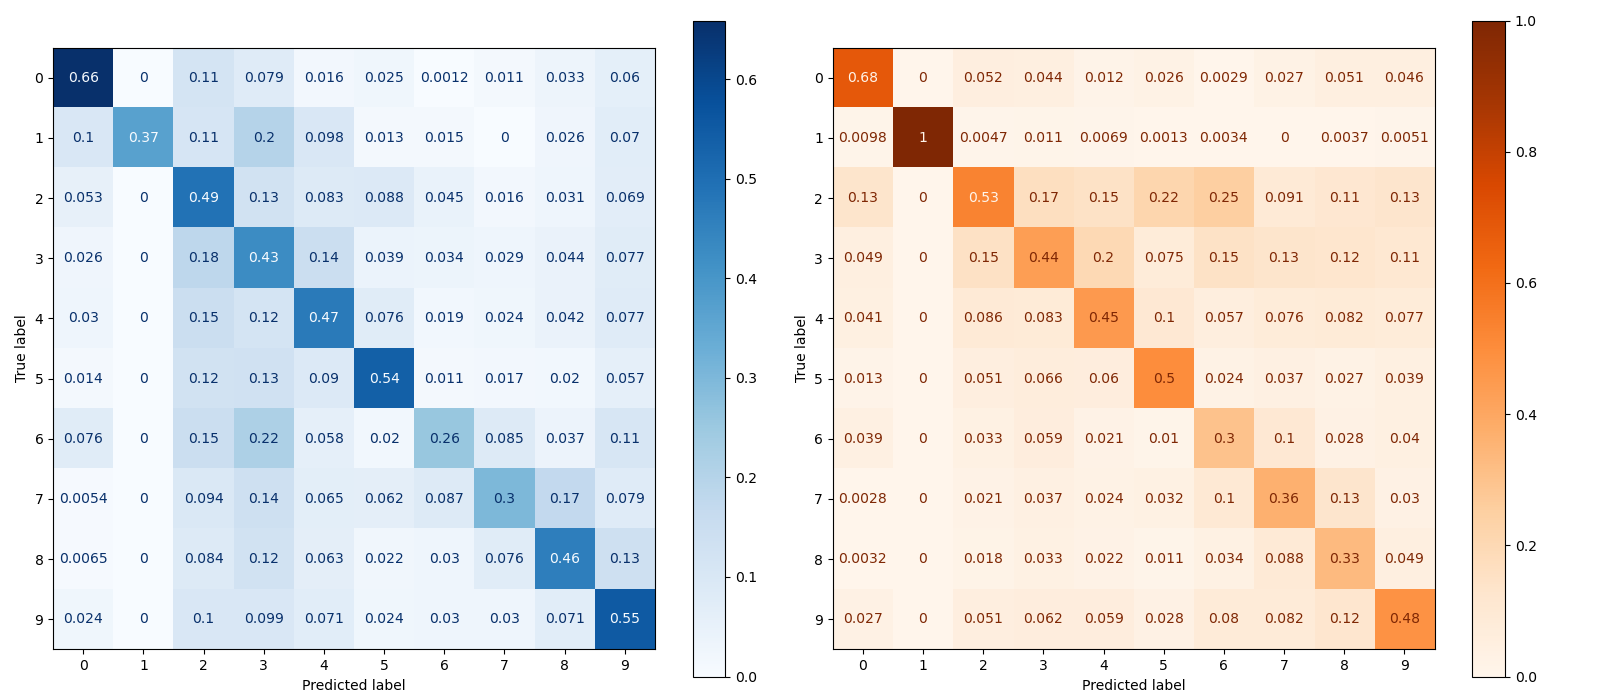 0 0.66 0 0.11 0.079 0.016 0.025 0.0012 0.011 0.033 0.06
1 0.1 0.37 0.11 0.2 0.098 0.013 0.015 0 0.026 0.07
2 0.053 0 0.49 0.13 0.083 0.088 0.045 0.016 0.031 0.069
3 0.026 0 0.18 0.43 0.14 0.039 0.034 0.029 0.044 0.077
4 0.03 0 0.15 0.12 0.47 0.076 0.019 0.024 0.042 0.077
5 0.014 0 0.12 0.13 0.09 0.54 0.011 0.017 0.02 0.057
6 0.076 0 0.15 0.22 0.058 0.02 0.26 0.085 0.037 0.11
7 0.0054 0 0.094 0.14 0.065 0.062 0.087 0.3 0.17 0.079
8 0.0065 0 0.084 0.12 0.063 0.022 0.03 0.076 0.46 0.13
9 0.024 0 0.1 0.099 0.071 0.024 0.03 0.03 0.071 0.55
0 1 2 3 4 5 6 7 8 9
Predicted label
True label
0.6
0.5
0.4
0.3
0.2
0.1
0.0
0 0.68 0 0.052 0.044 0.012 0.026 0.0029 0.027 0.051 0.046
1 0.0098 1 0.0047 0.011 0.0069 0.0013 0.0034 0 0.0037 0.0051
2 0.13 0 0.53 0.17 0.15 0.22 0.25 0.091 0.11 0.13
3 0.049 0 0.15 0.44 0.2 0.075 0.15 0.13 0.12 0.11
4 0.041 0 0.086 0.083 0.45 0.1 0.057 0.076 0.082 0.077
5 0.013 0 0.051 0.066 0.06 0.5 0.024 0.037 0.027 0.039
6 0.039 0 0.033 0.059 0.021 0.01 0.3 0.1 0.028 0.04
7 0.0028 0 0.021 0.037 0.024 0.032 0.1 0.36 0.13 0.03
8 0.0032 0 0.018 0.033 0.022 0.011 0.034 0.088 0.33 0.049
9 0.027 0 0.051 0.062 0.059 0.028 0.08 0.082 0.12 0.48
0 1 2 3 4 5 6 7 8 9
Predicted label
True label
1.0
0.8
0.6
0.4
0.2
0.0